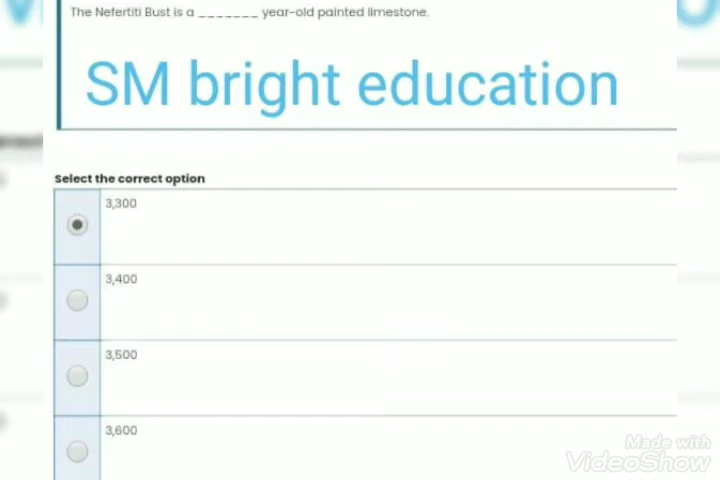 The Nefertiti Bust is a _______ year-old painted limestone.
SM bright education
Select the correct option
3,300
3,400
3,500
3,600
Made with
VideoShow